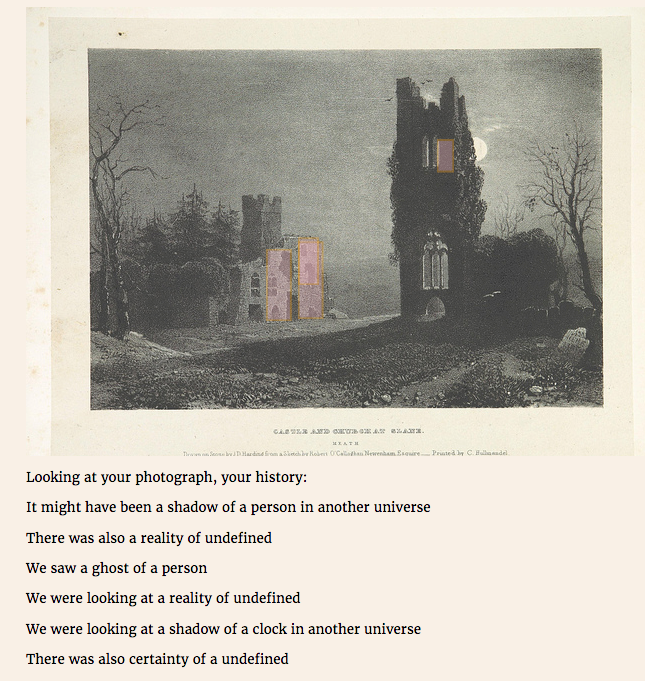 CASTLE AND CHURCH AT SLANE.
MEATH
Drawn on Stone by J.D. Harding from a Sketch by Robert O'Callaghan Newenham, Esquire. Printed by C. Hullmandel.
Looking at your photograph, your history:
It might have been a shadow of a person in another universe
There was also a reality of undefined
We saw a ghost of a person
We were looking at a reality of undefined
We were looking at a shadow of a clock in another universe
There was also certainty of a undefined